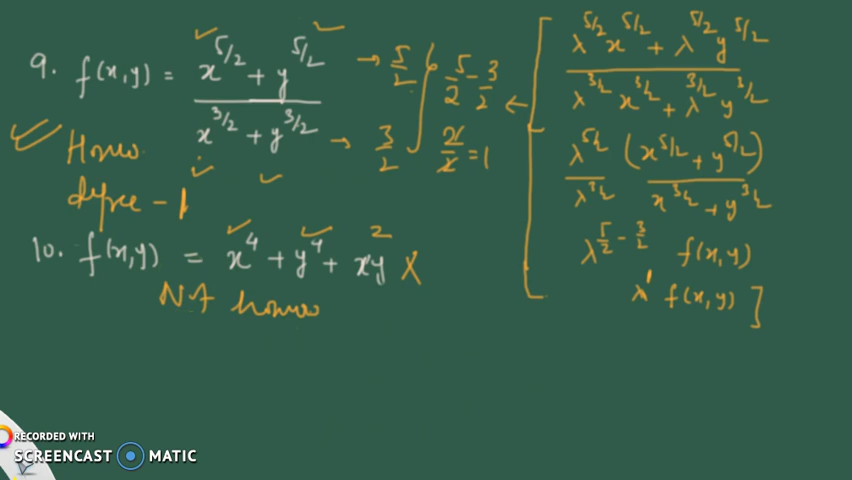 9. f(x,y) = x^5/2 + y^5/2 → 5/2
x^3/2 + y^3/2 → 3/2
5/2 - 3/2
2/2 = 1
Homo
degree - 1
10. f(x,y) = x^4 + y^4 + xy X
2
Not homo
λ^5/2 x^5/2 + λ^5/2 y^5/2
λ^3/2 x^3/2 + λ^3/2 y^3/2
λ^5/2 (x^5/2 + y^5/2)
λ^3/2 x^3/2 + y^3/2
λ^5/2 - 3/2 f(x,y)
λ^1 f(x,y)
RECORDED WITH
SCREENCAST MATIC